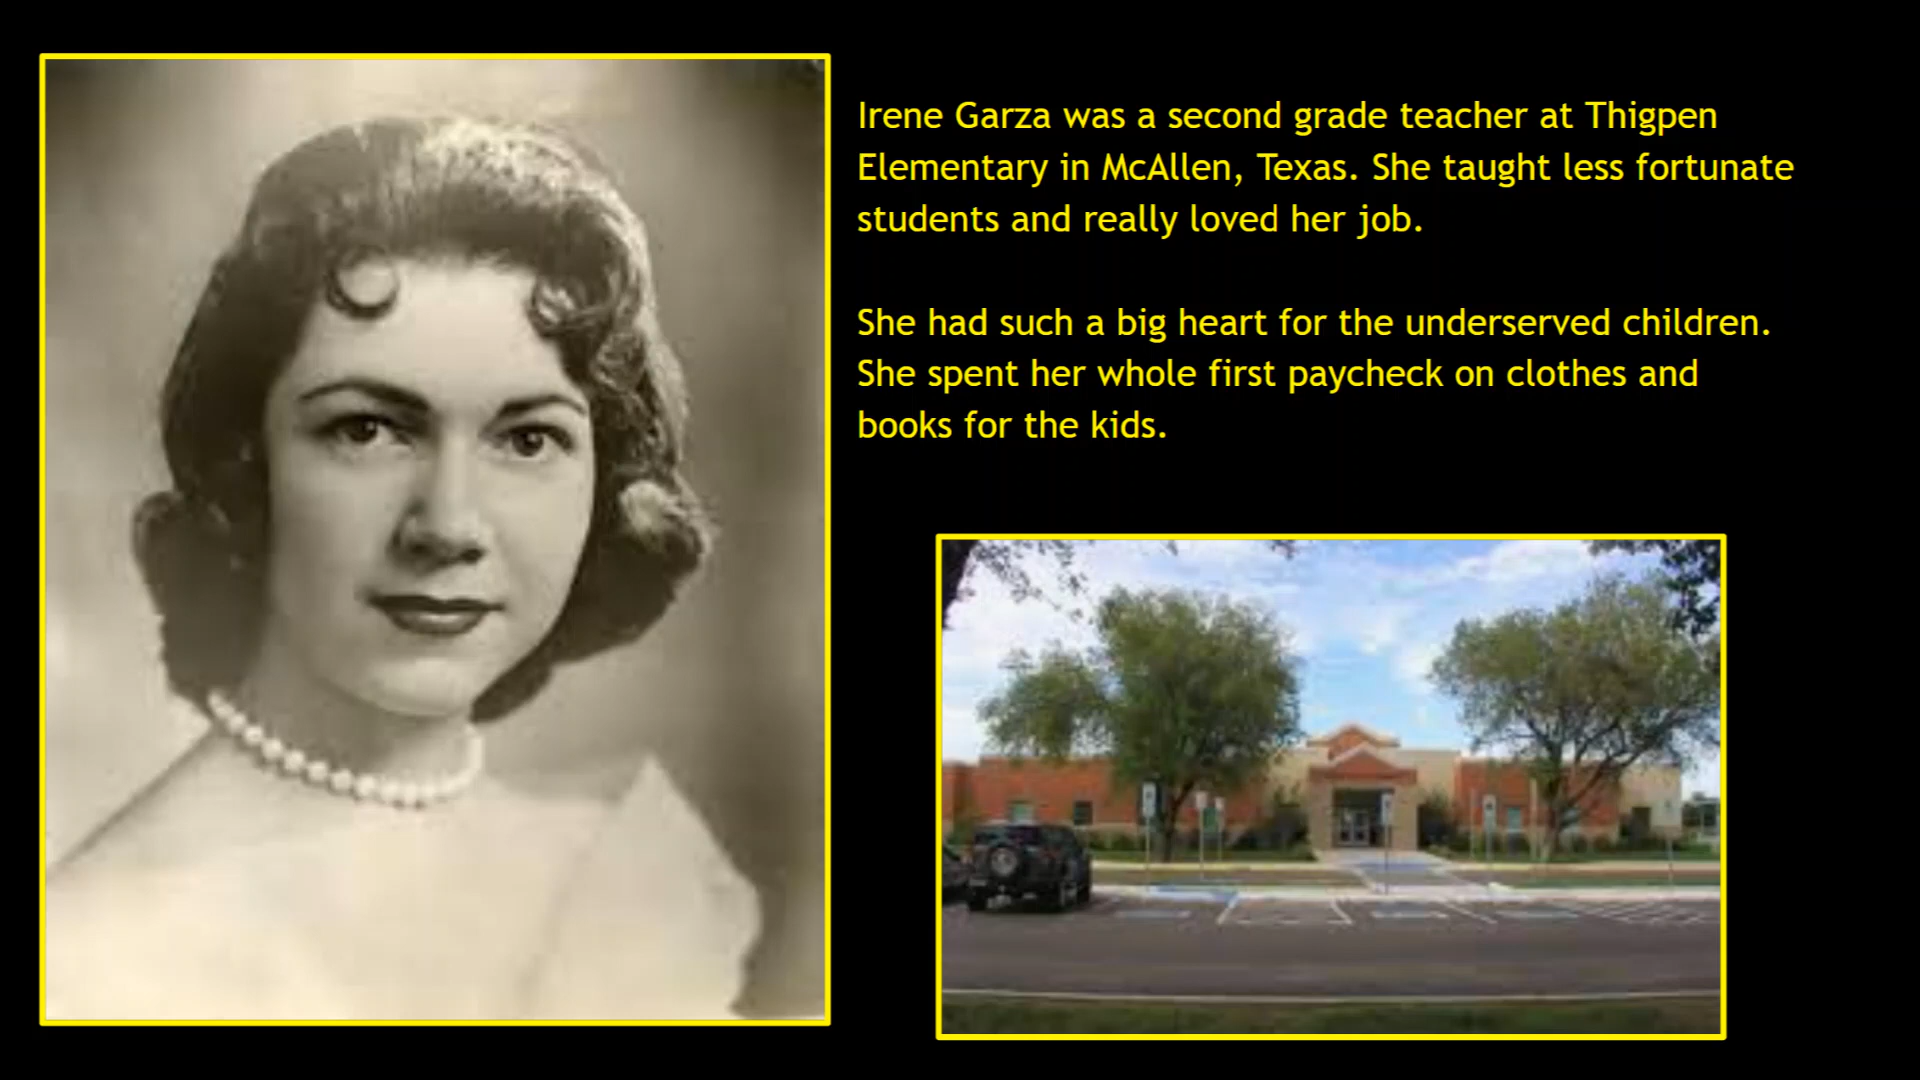 Irene Garza was a second grade teacher at Thigpen
Elementary in McAllen, Texas. She taught less fortunate
students and really loved her job.
She had such a big heart for the underserved children.
She spent her whole first paycheck on clothes and
books for the kids.